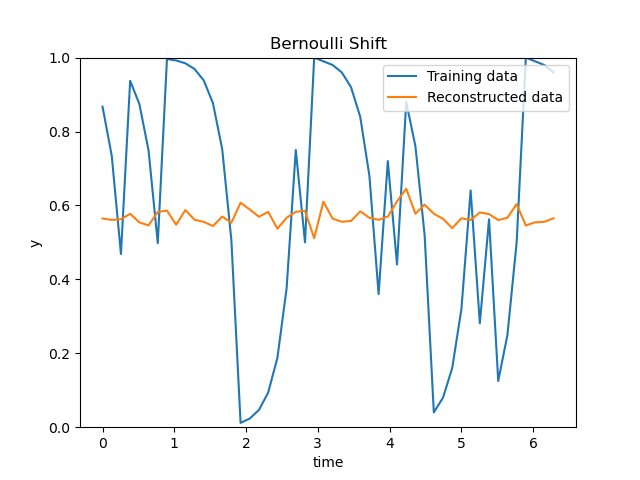 Bernoulli Shift
Training data
Reconstructed data
1.0
0.8
0.6
0.4
0.2
0.0
y
0 1 2 3 4 5 6
time